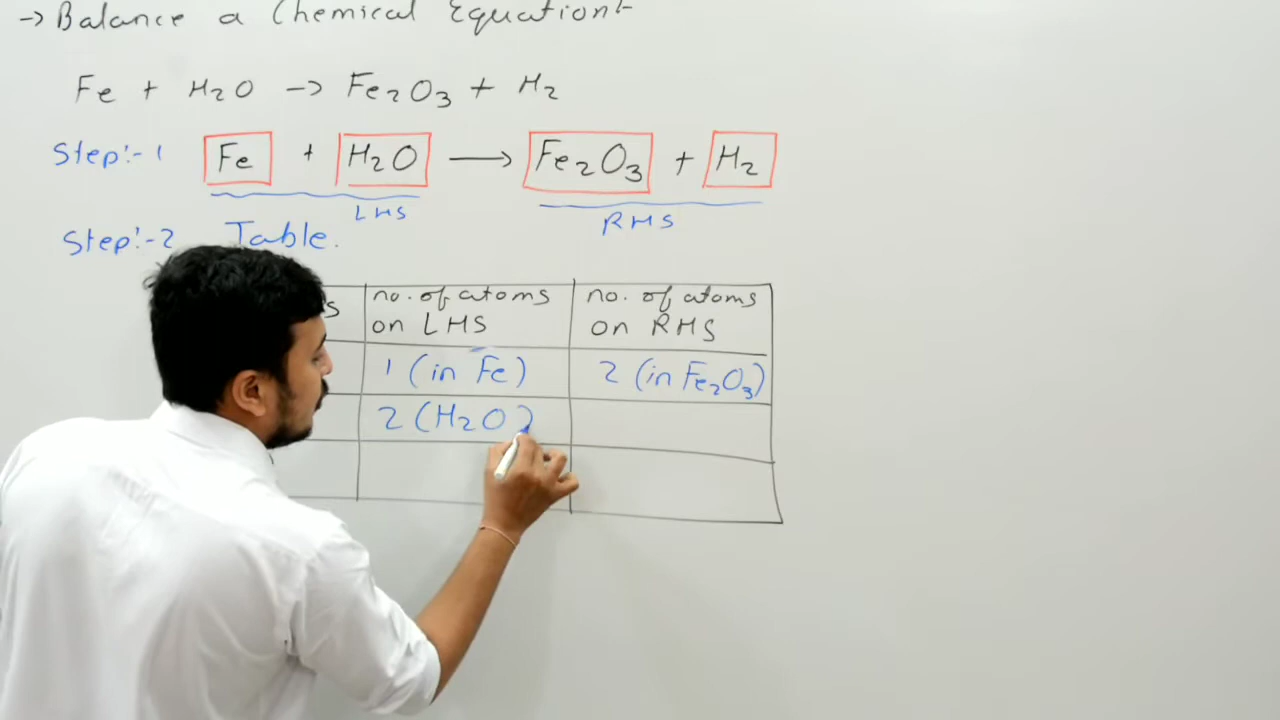 → Balance a Chemical Equation:-
Fe + H2O → Fe2O3 + H2
Step:-1 Fe + H2O → Fe2O3 + H2
LHS RHS
Step:-2 Table.
no. of atoms on LHS
no. of atoms on RHS
1 (in Fe) 2 (in Fe2O3)
2 (H2O)